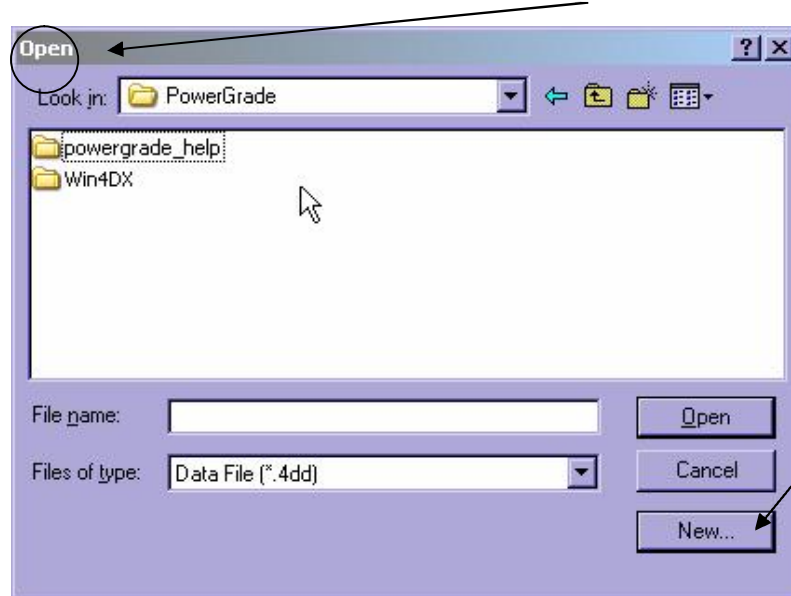 Open
Look in: PowerGrade
powergrade_help
Win4DX
File name:
Open
Files of type: Data File (*.4dd)
Cancel
New...